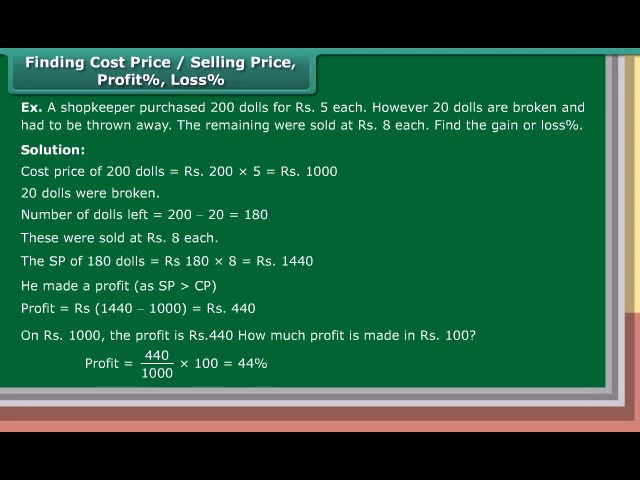 Finding Cost Price / Selling Price,
Profit%, Loss%
Ex. A shopkeeper purchased 200 dolls for Rs. 5 each. However 20 dolls are broken and
had to be thrown away. The remaining were sold at Rs. 8 each. Find the gain or loss%.
Solution:
Cost price of 200 dolls = Rs. 200 × 5 = Rs. 1000
20 dolls were broken.
Number of dolls left = 200 – 20 = 180
These were sold at Rs. 8 each.
The SP of 180 dolls = Rs 180 × 8 = Rs. 1440
He made a profit (as SP > CP)
Profit = Rs (1440 – 1000) = Rs. 440
On Rs. 1000, the profit is Rs.440 How much profit is made in Rs. 100?
Profit = 440/1000 × 100 = 44%